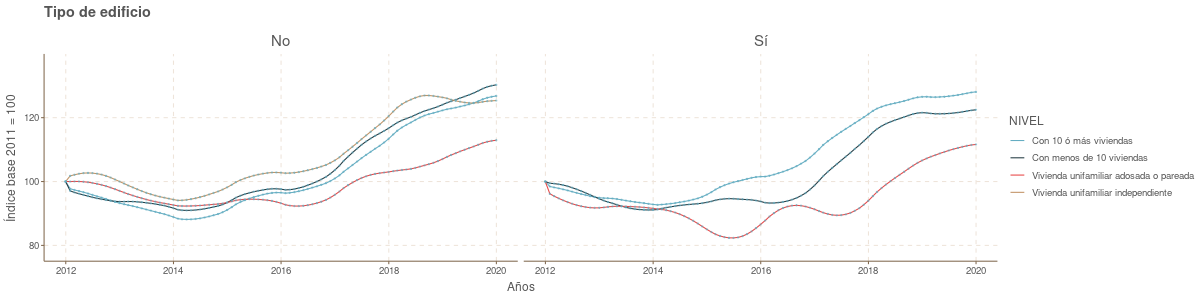 Tipo de edificio
No
Sí
Índice base 2011 = 100
120
100
80
2012
2014
2016
2018
2020
2012
2014
2016
2018
2020
Años
NIVEL
Con 10 ó más viviendas
Con menos de 10 viviendas
Vivienda unifamiliar adosada o pareada
Vivienda unifamiliar independiente